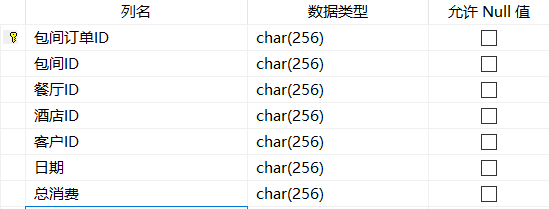 列名 数据类型 允许 Null 值
包间订单ID char(256)
包间ID char(256)
餐厅ID char(256)
酒店ID char(256)
客户ID char(256)
日期 char(256)
总消费 char(256)